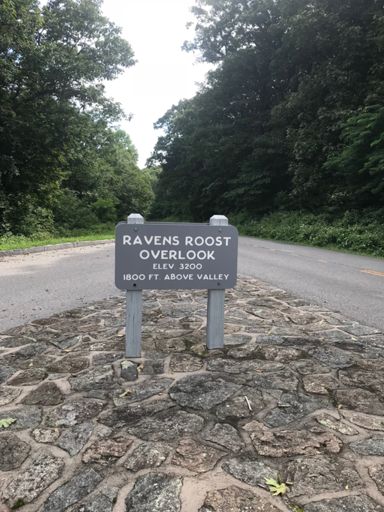 RAVENS ROOST
OVERLOOK
ELEV 3200
1800 FT. ABOVE VALLEY